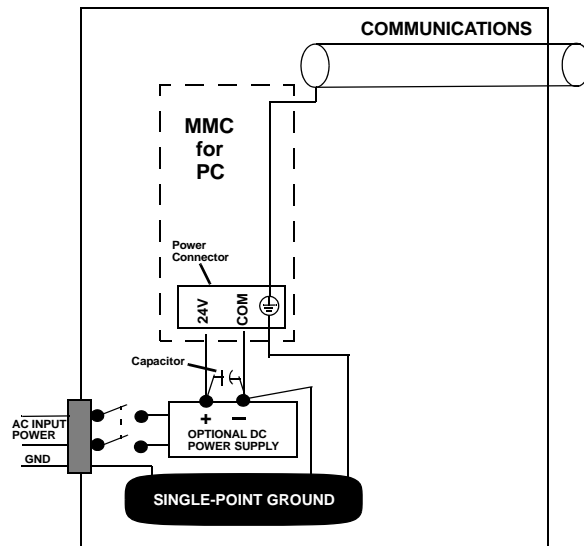 COMMUNICATIONS
MMC
for
PC
Power
Connector
24V
COM
Capacitor
AC INPUT
POWER
GND
+ –
OPTIONAL DC
POWER SUPPLY
SINGLE-POINT GROUND